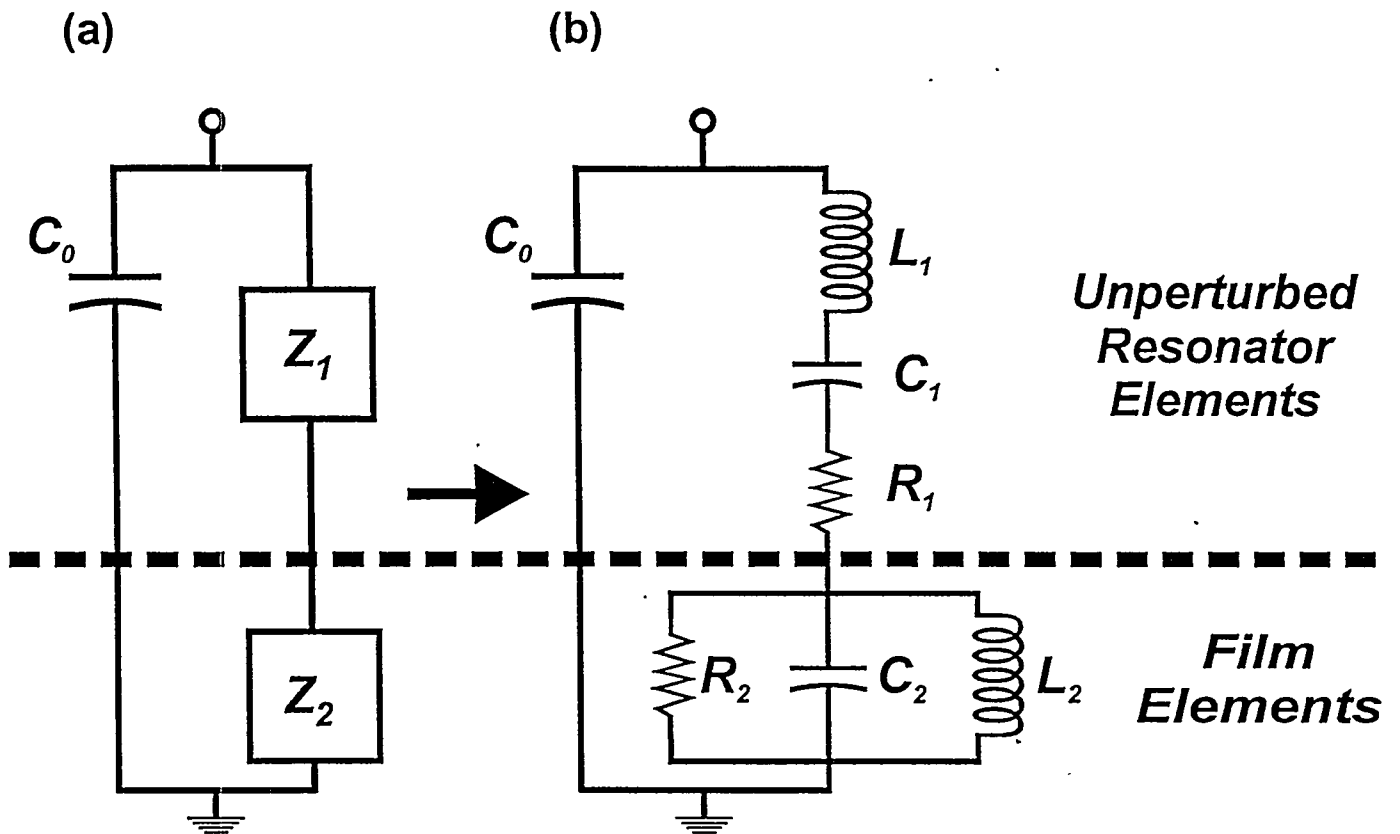 (a)
(b)
C₀
Z₁
Z₂
C₀
L₁
C₁
R₁
R₂
C₂
L₂
Unperturbed
Resonator
Elements
Film
Elements